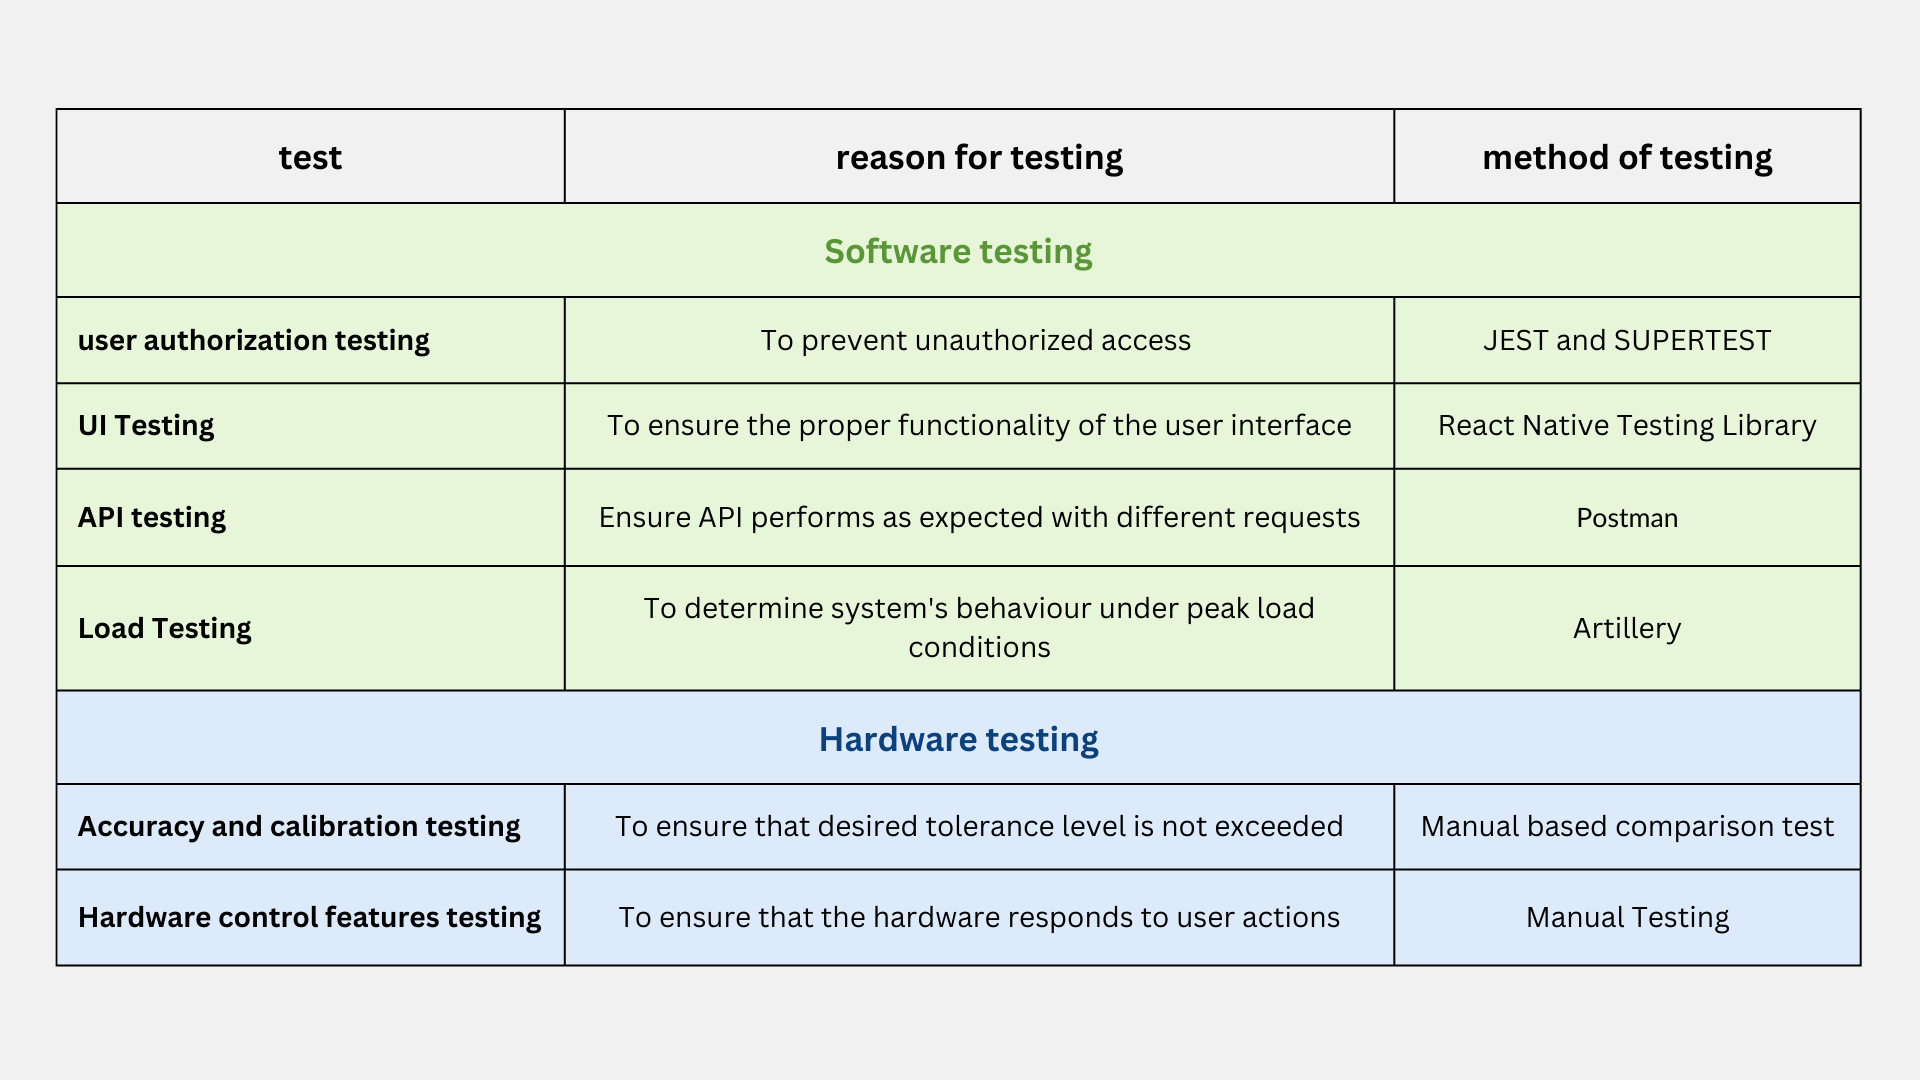 test
reason for testing
method of testing
Software testing
user authorization testing
To prevent unauthorized access
JEST and SUPERTEST
UI Testing
To ensure the proper functionality of the user interface
React Native Testing Library
API testing
Ensure API performs as expected with different requests
Postman
Load Testing
To determine system's behaviour under peak load
conditions
Artillery
Hardware testing
Accuracy and calibration testing
To ensure that desired tolerance level is not exceeded
Manual based comparison test
Hardware control features testing
To ensure that the hardware responds to user actions
Manual Testing